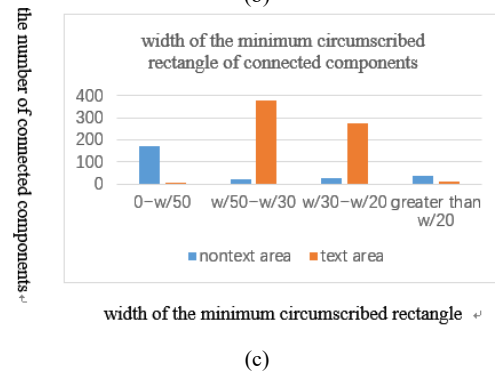 the number of connected components
width of the minimum circumscribed
rectangle of connected components
400
300
200
100
0
0-w/50 w/50-w/30 w/30-w/20 greater than
w/20
nontext area text area
width of the minimum circumscribed rectangle
(c)